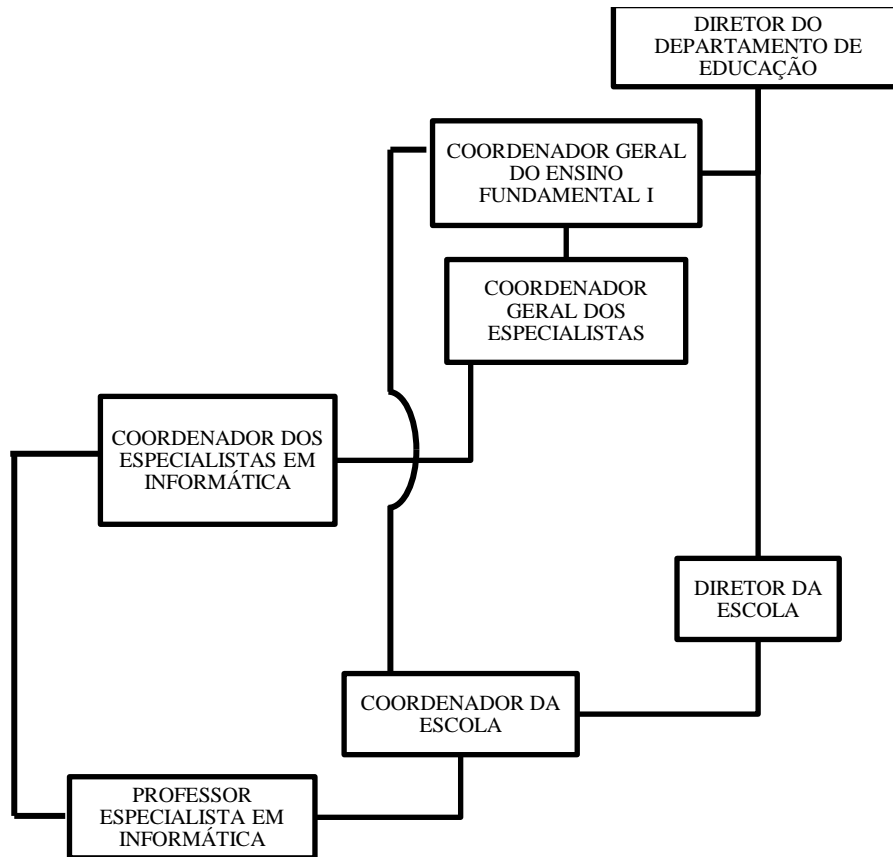 DIRETOR DO
DEPARTAMENTO DE
EDUCAÇÃO
COORDENADOR GERAL
DO ENSINO
FUNDAMENTAL I
COORDENADOR
GERAL DOS
ESPECIALISTAS
COORDENADOR DOS
ESPECIALISTAS EM
INFORMÁTICA
DIRETOR DA
ESCOLA
COORDENADOR DA
ESCOLA
PROFESSOR
ESPECIALISTA EM
INFORMÁTICA